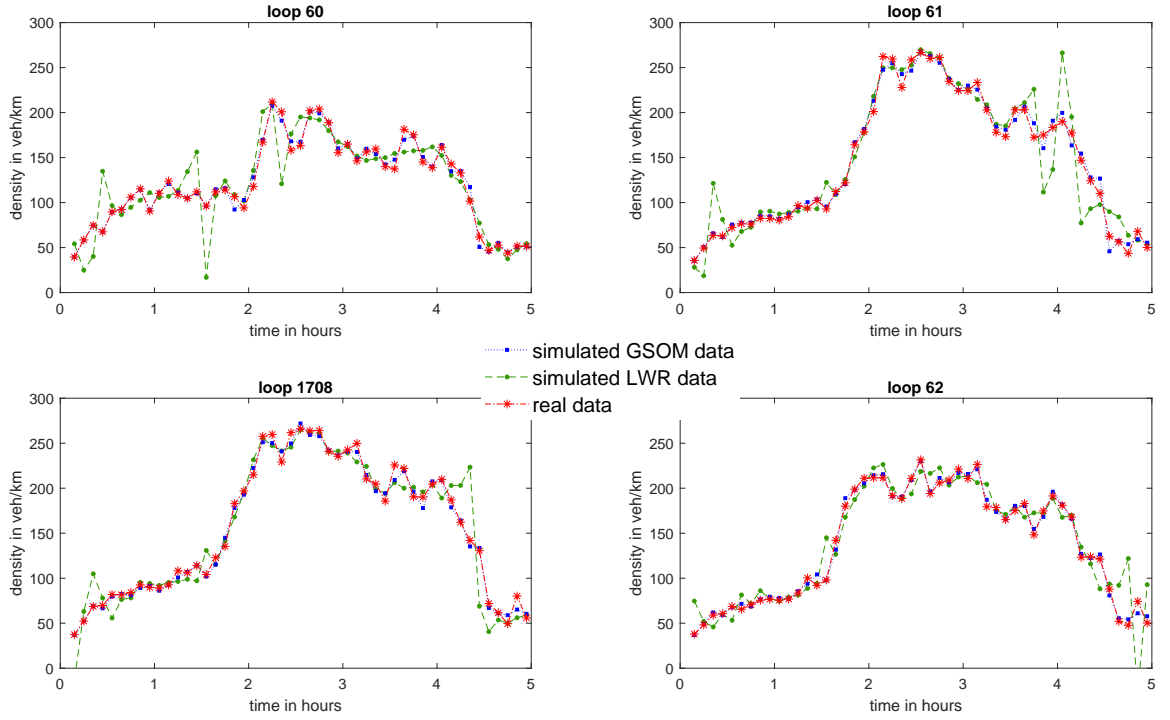 loop 60
300
250
200
150
100
50
0
density in veh/km
0 1 2 3 4 5
time in hours
loop 61
300
250
200
150
100
50
0
density in veh/km
0 1 2 3 4 5
time in hours
simulated GSOM data
simulated LWR data
real data
loop 1708
300
250
200
150
100
50
0
density in veh/km
0 1 2 3 4 5
time in hours
loop 62
300
250
200
150
100
50
0
density in veh/km
0 1 2 3 4 5
time in hours